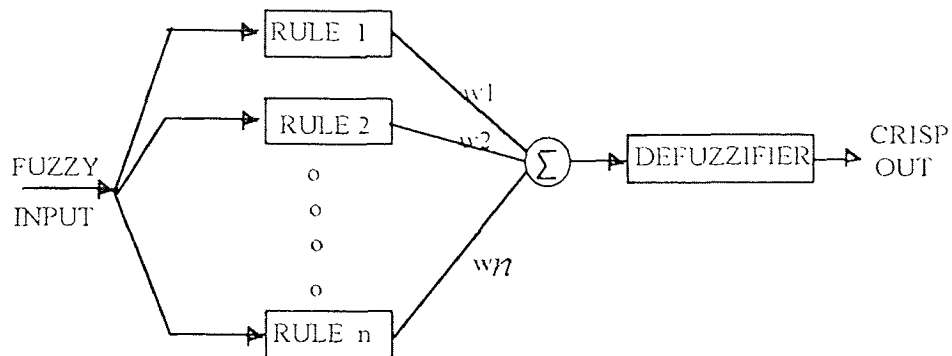 RULE 1
w1
RULE 2
w2
FUZZY
INPUT
Σ
DEFUZZIFIER
CRISP
OUT
wn
RULE n